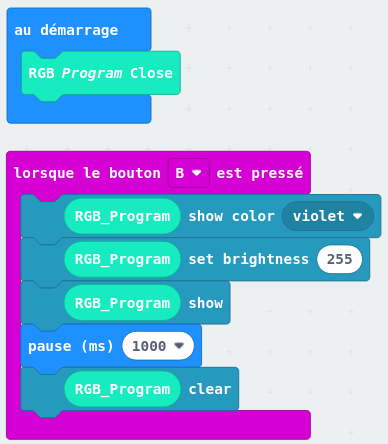 au démarrage
RGB Program Close
lorsque le bouton B est pressé
RGB_Program show color violet
RGB_Program set brightness 255
RGB_Program show
pause (ms) 1000
RGB_Program clear